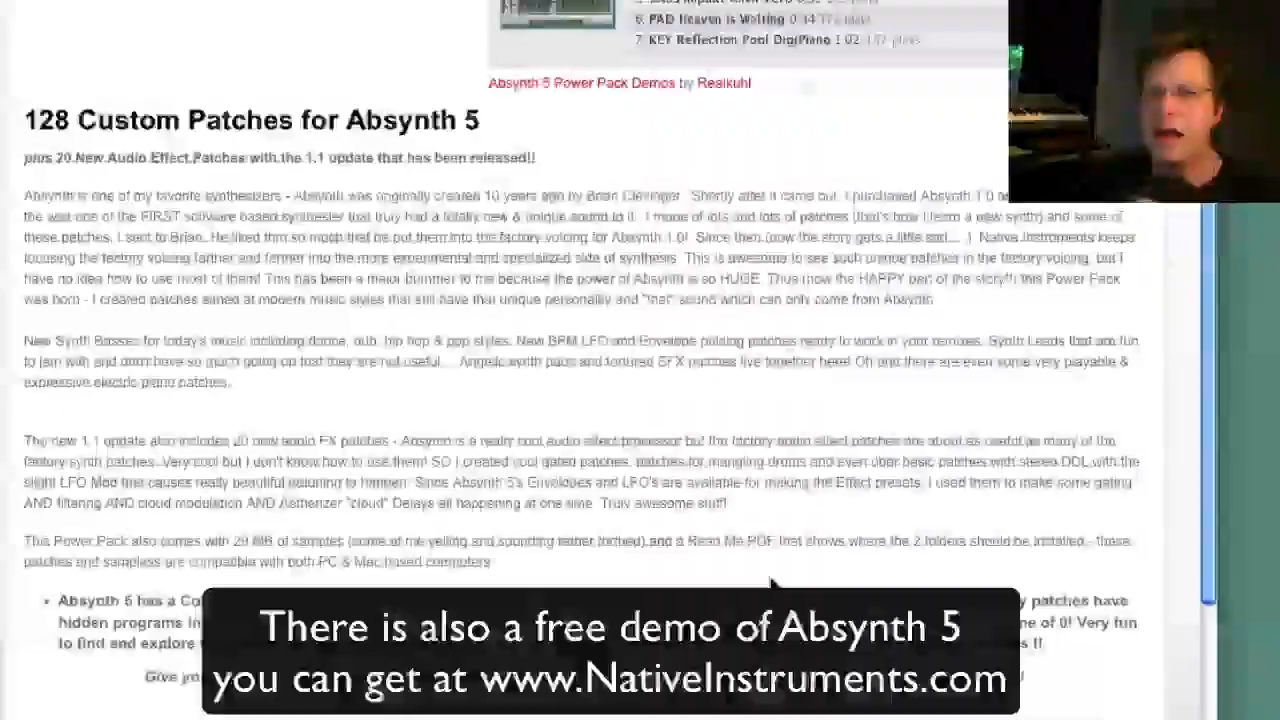 6. PAD Heaven is Waiting 0:34
7. KEY Reflection Pool DigiPiano 1:02
Absynth 5 Power Pack Demos by Realkuhl
128 Custom Patches for Absynth 5
plus 20 New Audio Effect Patches with the 1.1 update that has been released!!
Absynth is one of my favorite synthesizers - Absynth was originally created 10 years ago by Brian Clevinger. Shortly after it came out, I purchased Absynth 1.0
the was one of the FIRST software based synthesizer that truly had a totally new & unique sound to it. I made of lots and lots of patches (that's how I learn a new synth) and some of
these patches, I sent to Brian. He liked thm so much that he put them into the factory voicing for Absynth 1.0! Since then (now the story gets a little sad.... ) Native Instruments keeps
focusing the factory voicing farther and farther into the more experimental and specialized side of synthesis. This is awesome to see such unique patches in the factory voicing, but I
have no idea how to use most of them! This has been a major bummer to me because the power of Absynth is so HUGE. Thus (now the HAPPY part of the story!) this Power Pack
was born - I created patches aimed at modern music styles that still have that unique personality and "that" sound which can only come from Absynth.
New Synth Basses for today's music including dance, dub, hip hop & pop styles. New BPM LFO and Envelope pulsing patches ready to work in your remixes. Synth Leads that are fun
to jam with and don't have so much going on that they are not useful.... Angelic synth pads and tortured SFX patches live together here! Oh and there are even some very playable &
expressive electric piano patches.
The new 1.1 update also includes 20 new audio FX patches - Absynth is a really cool audio effect processor but the factory audio effect patches are about as useful as many of the
factory synth patches. Very cool but I don't know how to use them! SO I created cool gated patches, patches for mangling drums and even uber basic patches with stereo DDL with the
slight LFO Mod that causes really beautiful detuning to happen. Since Absynth 5's Envelopes and LFO's are available for making the Effect presets, I used them to make some gating
AND filtering AND cloud modulation AND Aetherizer "cloud" Delays all happening at one time. Truly awesome stuff!
This Power Pack also comes with 29 MB of samples (some of me yelling and sounding rather) and a Read Me PDF that shows where the 2 folders should be installed - these
patches and samples are compatible with both PC & Mac based computers
• Absynth 5 has a Co patches have
hidden programs in ne of 0! Very fun
to find and explore !!
Give yo
There is also a free demo of Absynth 5
you can get at www.NativeInstruments.com